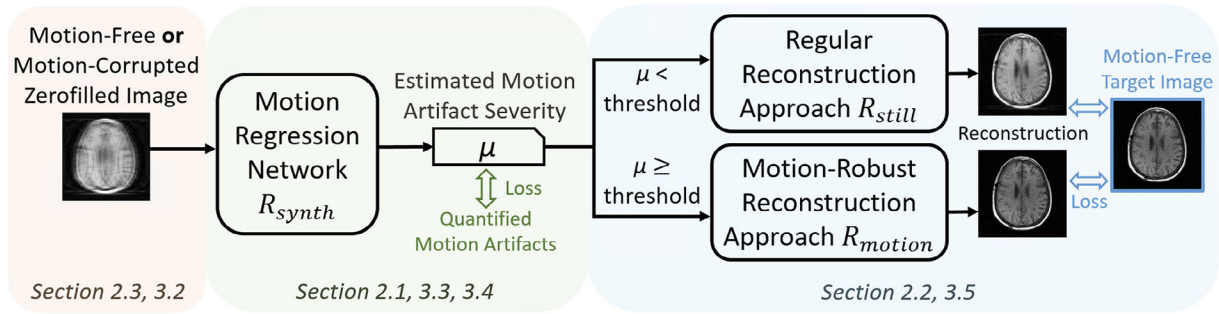 Motion-Free or
Motion-Corrupted
Zerofilled Image
Section 2.3, 3.2
Motion
Regression
Network
R_synth
Estimated Motion
Artifact Severity
μ
Loss
Quantified
Motion Artifacts
Section 2.1, 3.3, 3.4
μ <
threshold
μ ≥
threshold
Regular
Reconstruction
Approach R_still
Motion-Robust
Reconstruction
Approach R_motion
Reconstruction
Motion-Free
Target Image
Loss
Section 2.2, 3.5